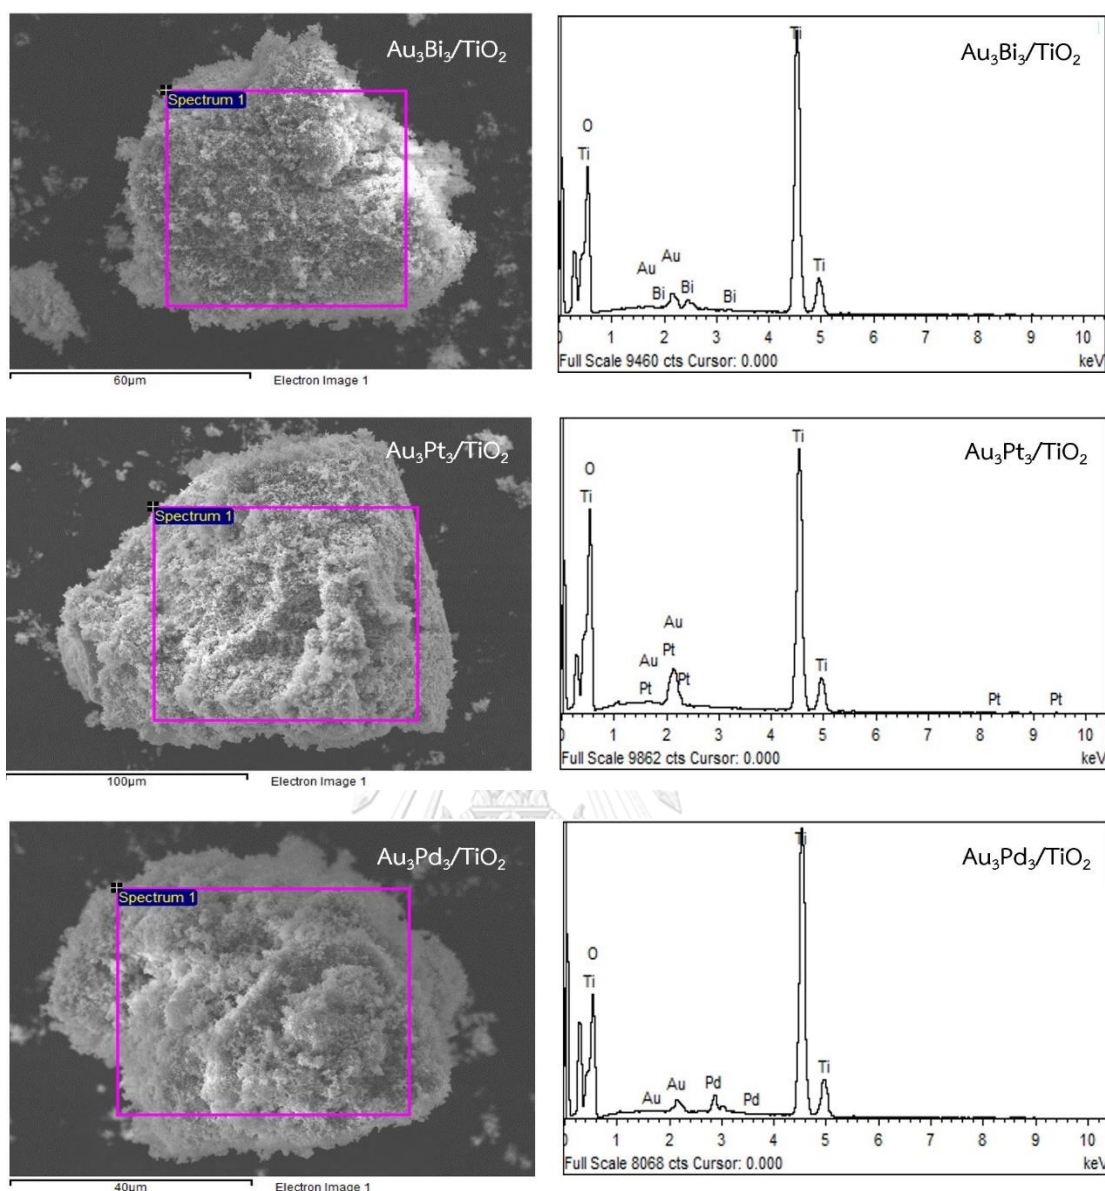 Au₃Bi₃/TiO₂
Spectrum 1
60µm Electron Image 1
Au₃Bi₃/TiO₂
Ti
O
Ti
Au
Au
Bi
Bi
Bi
Ti
0 1 2 3 4 5 6 7 8 9 10
Full Scale 9460 cts Cursor: 0.000 keV
Au₃Pt₃/TiO₂
Spectrum 1
100µm Electron Image 1
Au₃Pt₃/TiO₂
Ti
O
Ti
Au
Pt
Au
Pt
Pt
Ti
Pt
Pt
0 1 2 3 4 5 6 7 8 9 10
Full Scale 9862 cts Cursor: 0.000 keV
Au₃Pd₃/TiO₂
Spectrum 1
40µm Electron Image 1
Au₃Pd₃/TiO₂
Ti
O
Ti
Au
Au
Pd
Pd
Ti
0 1 2 3 4 5 6 7 8 9 10
Full Scale 8068 cts Cursor: 0.000 keV